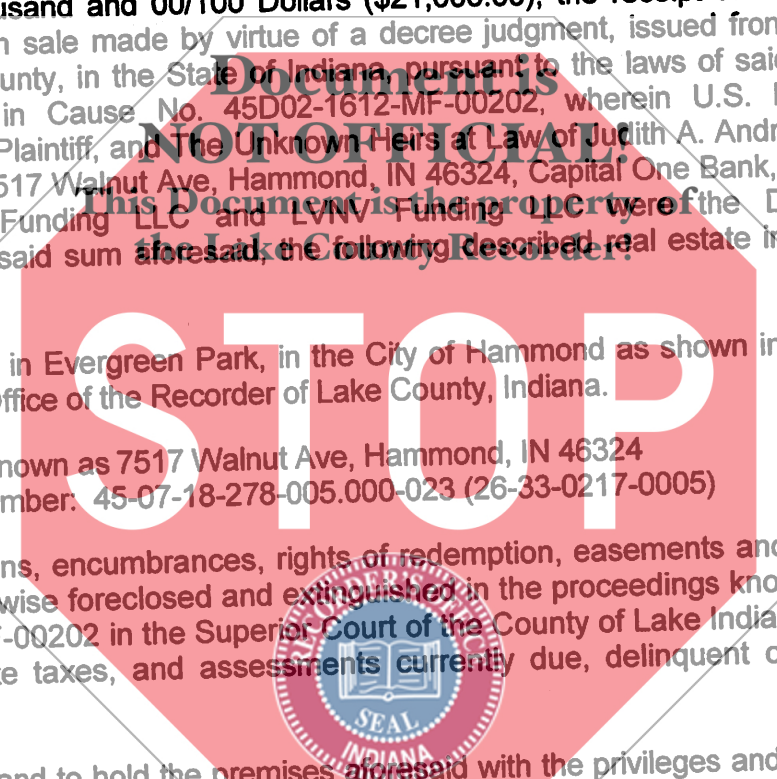 usand and 00/100 Dollars ($21,000.00), the receipt
n sale made by virtue of a decree judgment, issued from
unty, in the State of Indiana, pursuant to the laws of said
Document is
in Cause No. 45D02-1612-MF-00202, wherein U.S.
Plaintiff, and The Unknown Heirs at Law of Judith A. Andr
NOT OFFICIAL!
517 Walnut Ave, Hammond, IN 46324, Capital One Bank,
Funding LLC and LVNV Funding LLC were the D
This Document is the property of
said sum aforesaid, the following described real estate in
the Lake County Recorder!
STOP
in Evergreen Park, in the City of Hammond as shown in
ffice of the Recorder of Lake County, Indiana.
nown as 7517 Walnut Ave, Hammond, IN 46324
mber: 45-07-18-278-005.000-023 (26-33-0217-0005)
ns, encumbrances, rights of redemption, easements and
wise foreclosed and extinguished in the proceedings kno
-00202 in the Superior Court of the County of Lake India
te taxes, and assessments currently due, delinquent o
RECORDER'S OFFICE
SEAL
INDIANA
and to hold the premises aforesaid with the privileges and